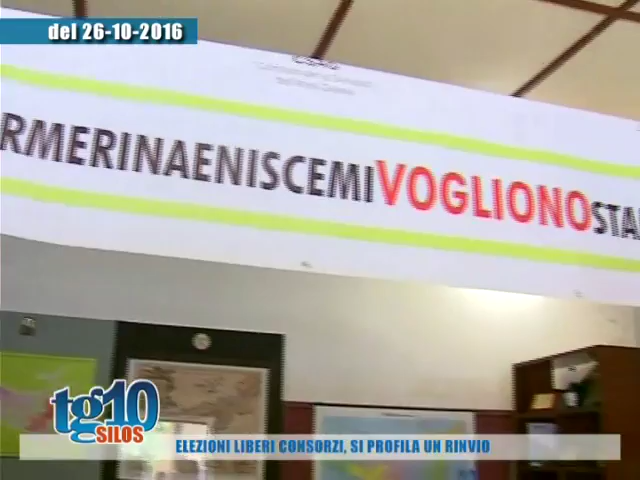 del 26-10-2016
RMERINAENISCEMIVOGLIONOSTA
tg10
SILOS
ELEZIONI LIBERI CONSORZI, SI PROFILA UN RINVIO